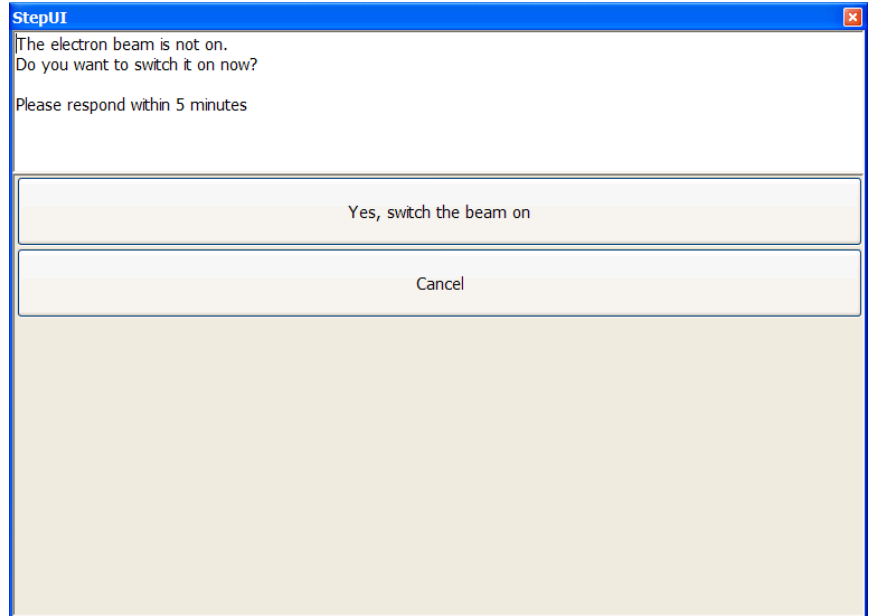 StepUI
The electron beam is not on.
Do you want to switch it on now?
Please respond within 5 minutes
Yes, switch the beam on
Cancel